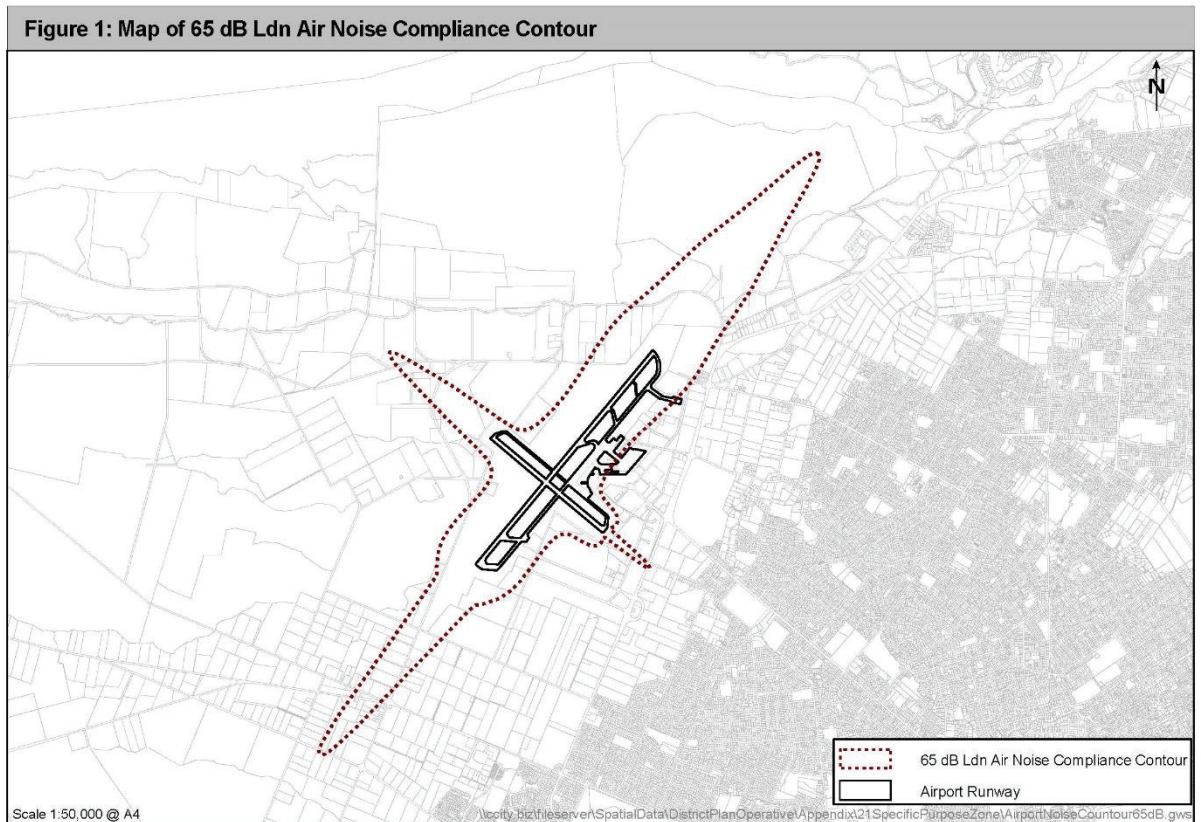 Figure 1: Map of 65 dB Ldn Air Noise Compliance Contour
N
65 dB Ldn Air Noise Compliance Contour
Airport Runway
Scale 1:50,000 @ A4
\\ccity.biz\fileserver\SpatialData\DistrictPlanOperative\Appendix\21SpecificPurposeZone\AirportNoiseCountour65dB.gws